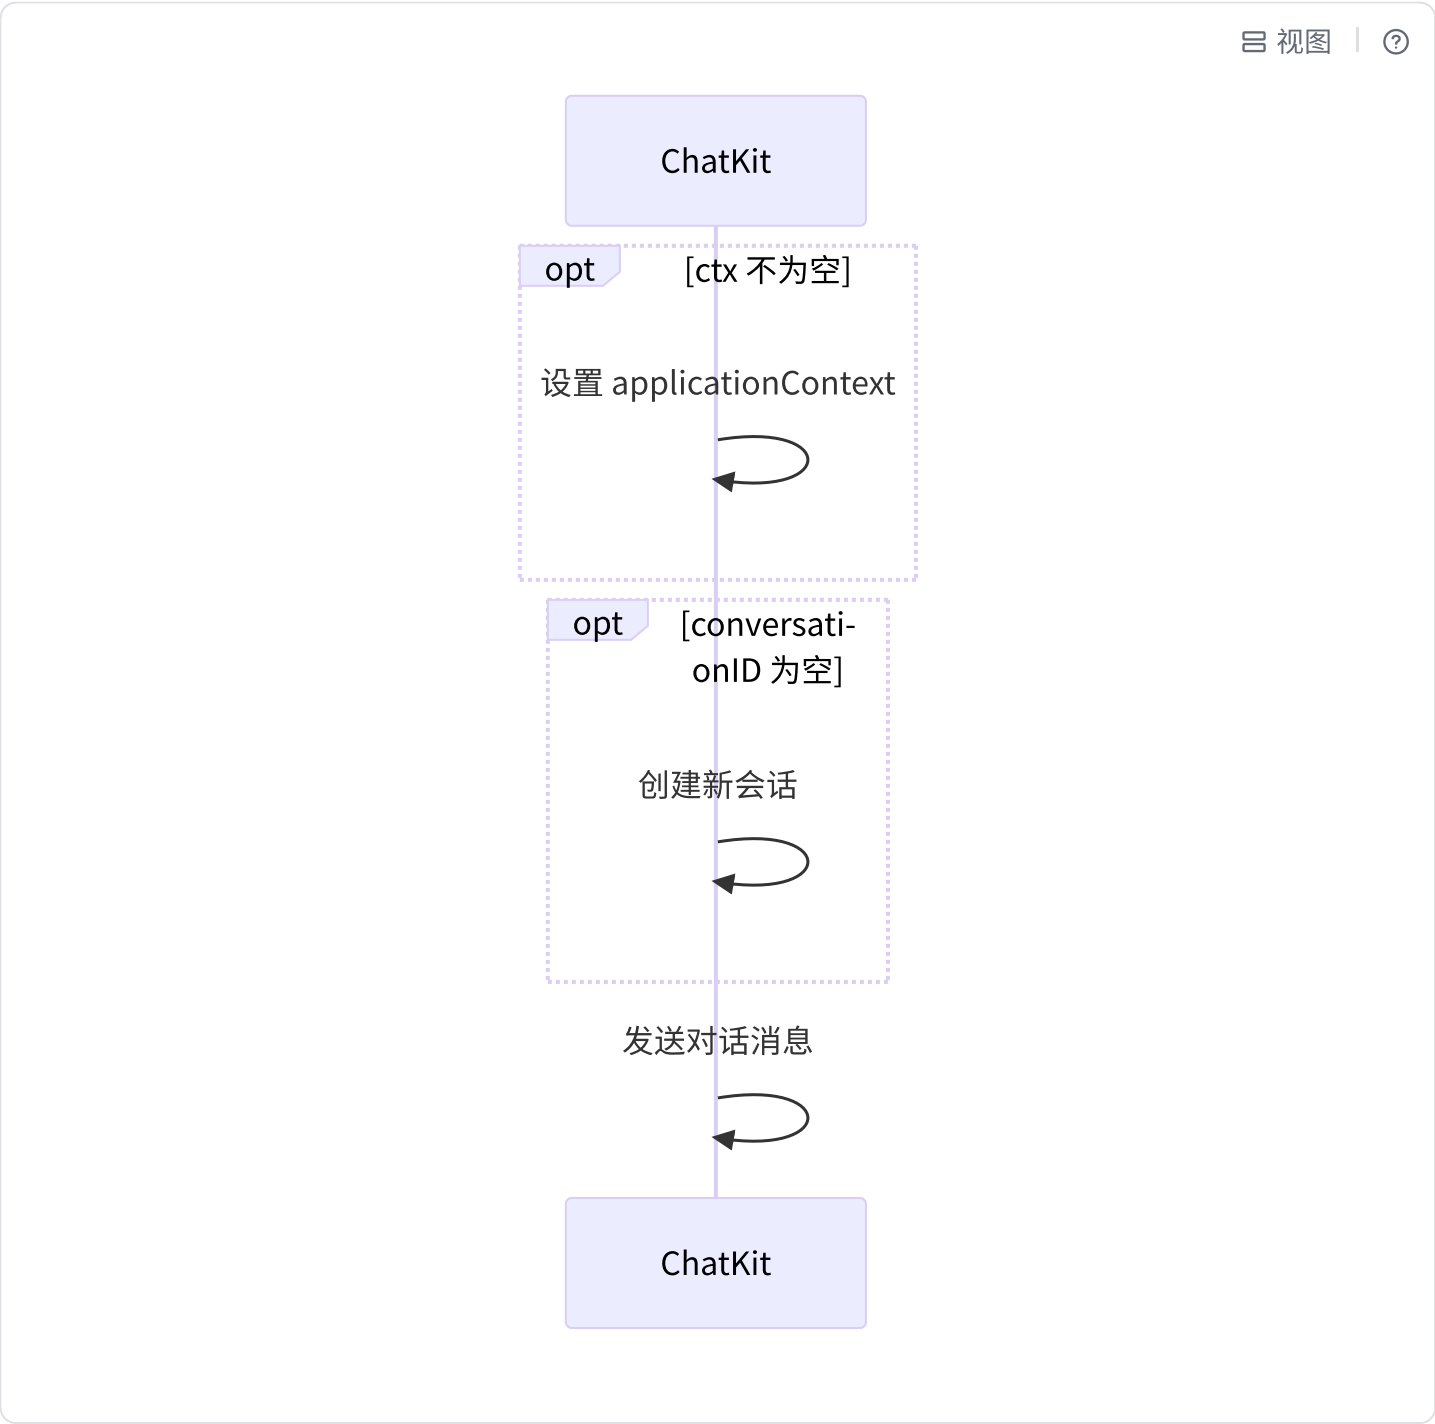 视图
ChatKit
opt [ctx 不为空]
设置 applicationContext
opt [conversati-
onID 为空]
创建新会话
发送对话消息
ChatKit